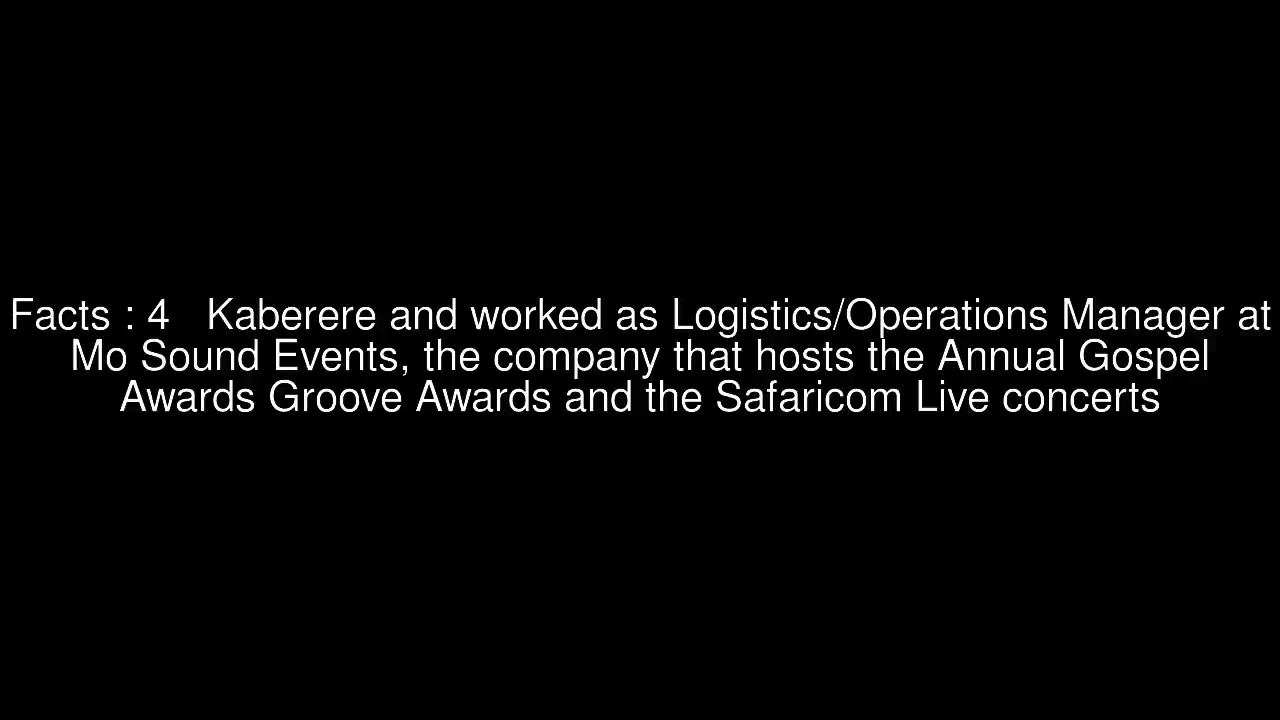 Facts : 4   Kaberere and worked as Logistics/Operations Manager at
Mo Sound Events, the company that hosts the Annual Gospel
Awards Groove Awards and the Safaricom Live concerts